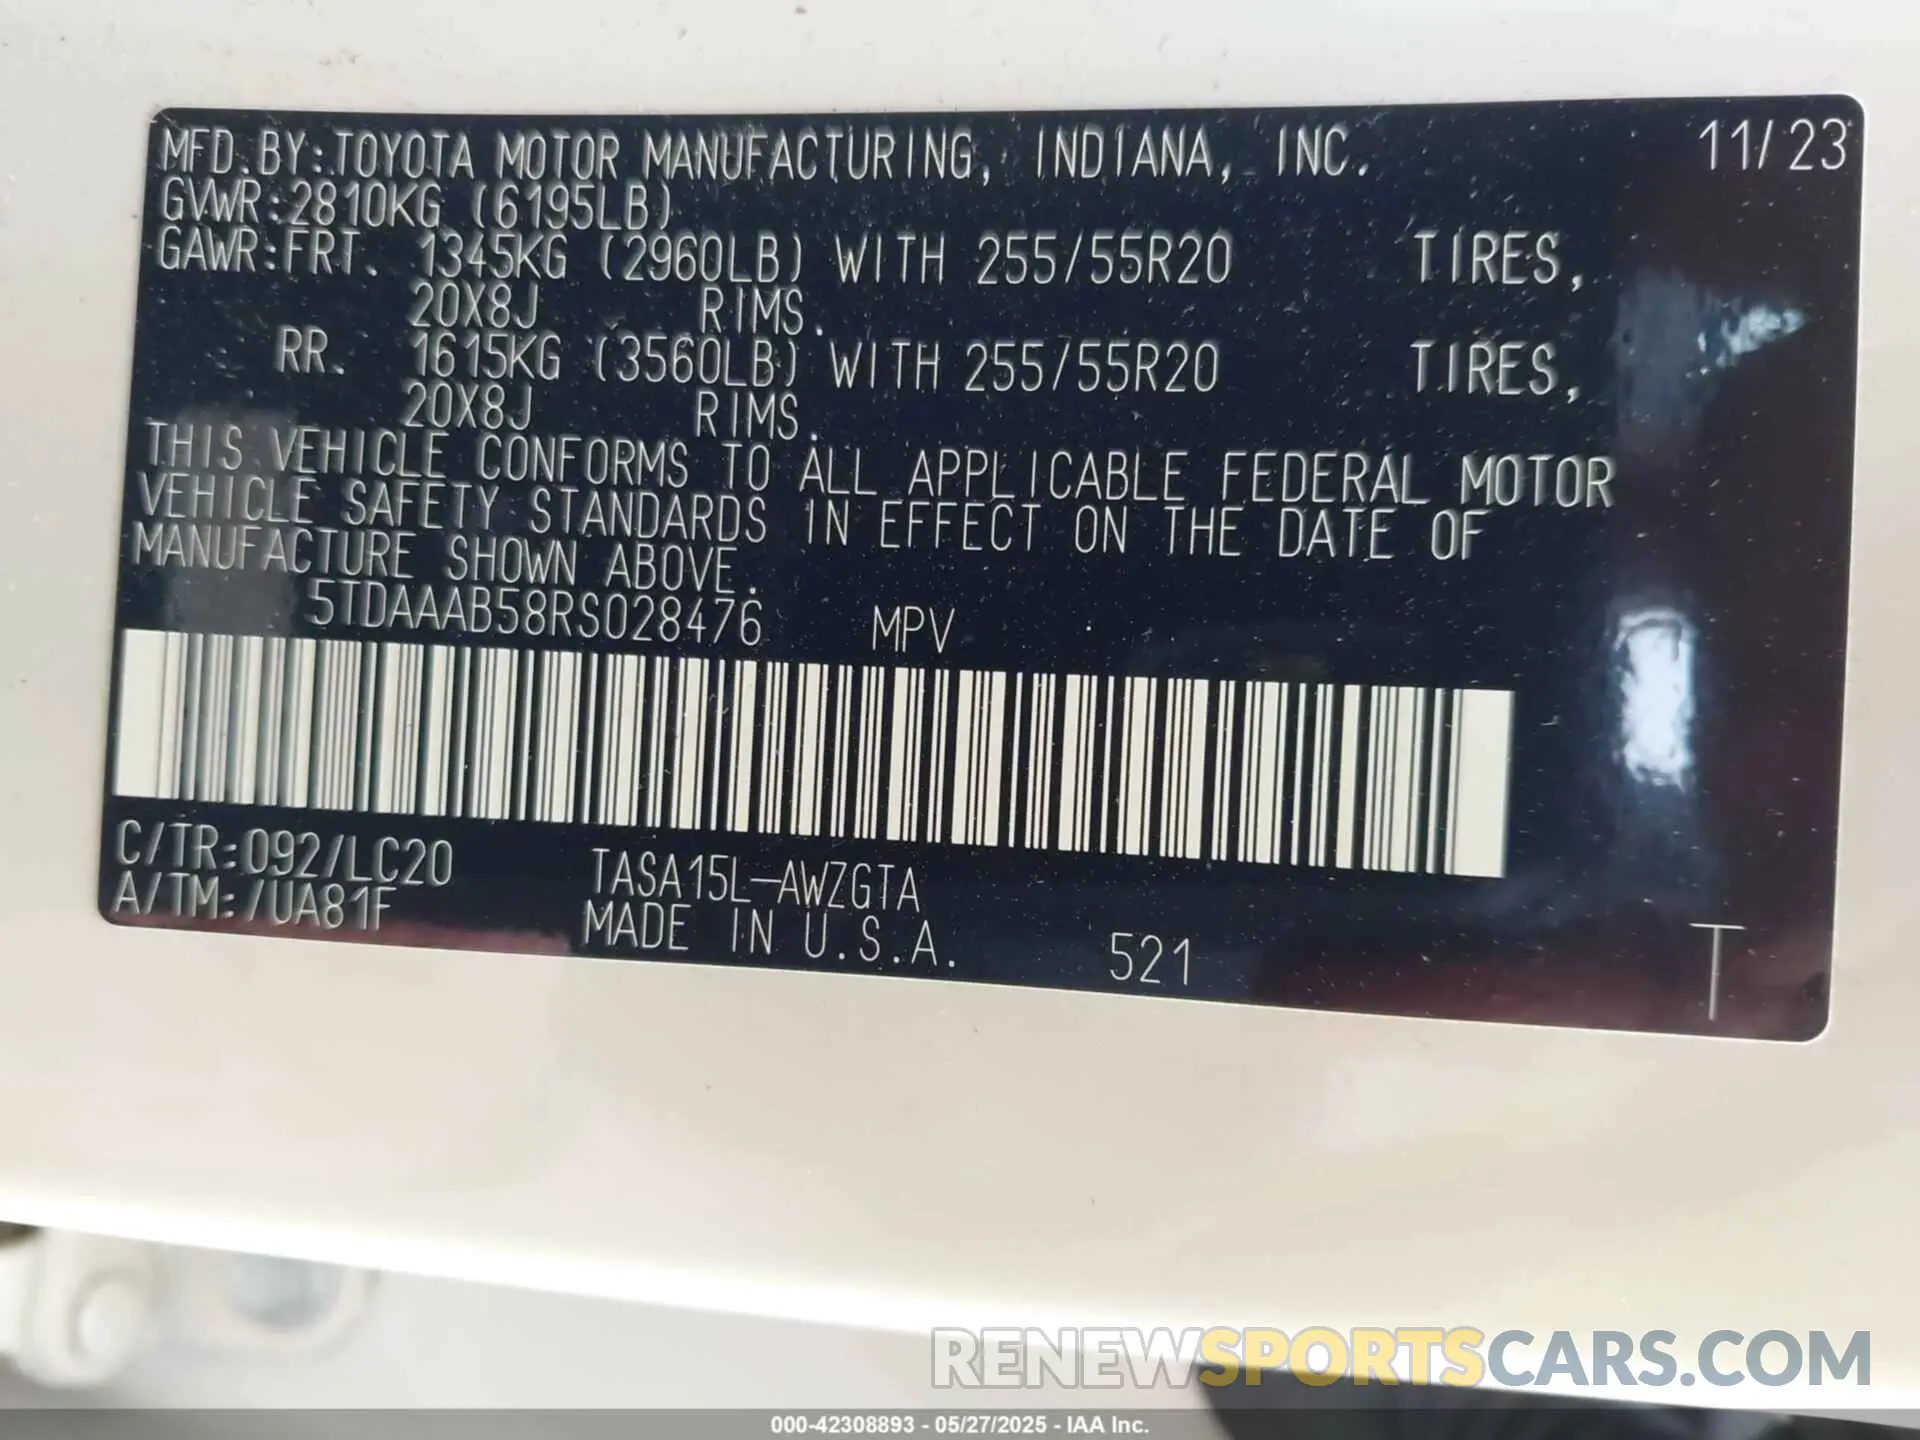 MFD.BY:TOYOTA MOTOR MANUFACTURING, INDIANA, INC. 11/23
GVWR:2810KG (6195LB)
GAWR:FRT. 1345KG (2960LB) WITH 255/55R20 TIRES,
20X8J RIMS.
RR. 1615KG (3560LB) WITH 255/55R20 TIRES,
20X8J RIMS.
THIS VEHICLE CONFORMS TO ALL APPLICABLE FEDERAL MOTOR
VEHICLE SAFETY STANDARDS IN EFFECT ON THE DATE OF
MANUFACTURE SHOWN ABOVE.
5TDAAAB58RS028476 MPV
C/TR:092/LC20 TASA15L-AWZGTA
A/TM:/UA81F MADE IN U.S.A. 521 T
RENEWSPORTSCARS.COM
000-42308893 - 05/27/2025 - IAA Inc.